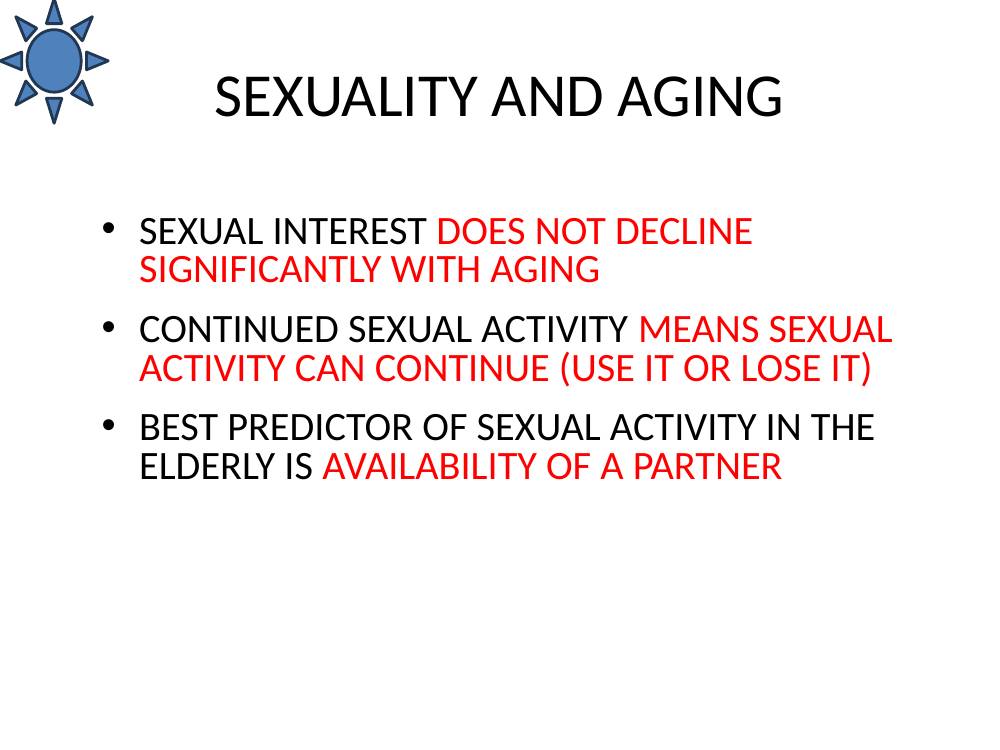 SEXUALITY AND AGING
• SEXUAL INTEREST DOES NOT DECLINE
SIGNIFICANTLY WITH AGING
• CONTINUED SEXUAL ACTIVITY MEANS SEXUAL
ACTIVITY CAN CONTINUE (USE IT OR LOSE IT)
• BEST PREDICTOR OF SEXUAL ACTIVITY IN THE
ELDERLY IS AVAILABILITY OF A PARTNER